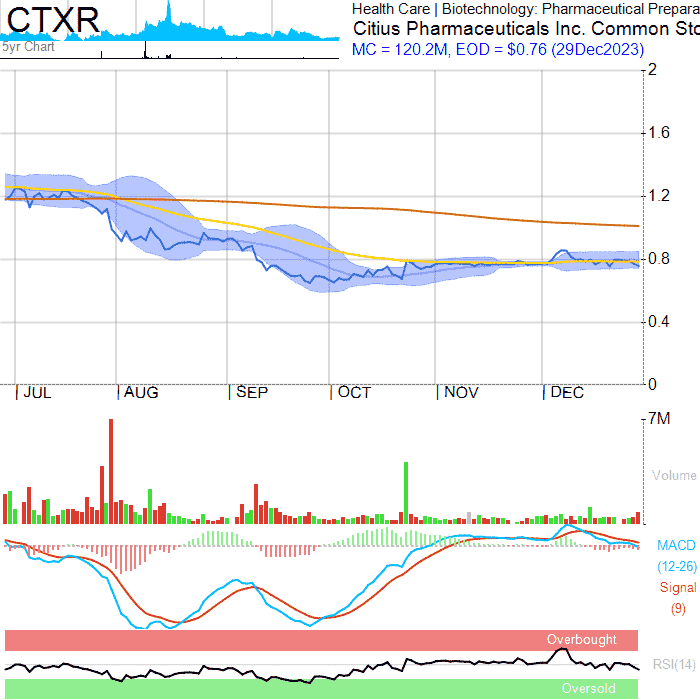 CTXR
5yr Chart
Health Care | Biotechnology: Pharmaceutical Prepara
Citius Pharmaceuticals Inc. Common Sto
MC = 120.2M, EOD = $0.76 (29Dec2023)
2
1.6
1.2
0.8
0.4
0
JUL AUG SEP OCT NOV DEC
7M
Volume
MACD
(12-26)
Signal
(9)
Overbought
RSI(14)
Oversold